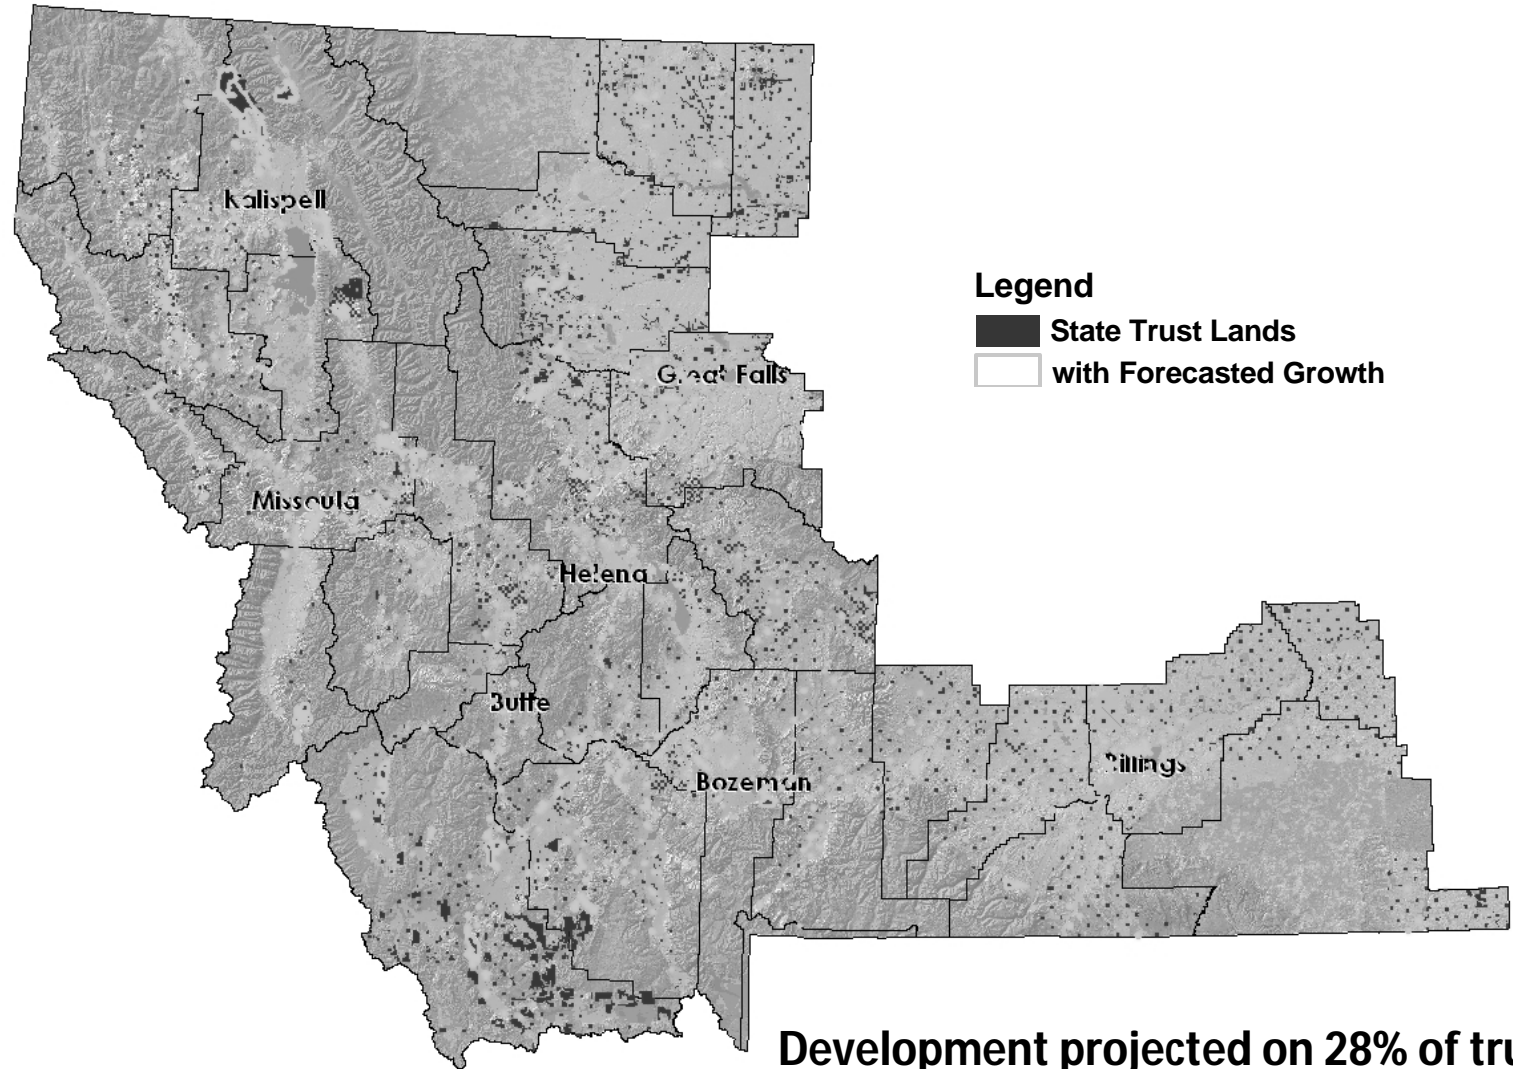 Kalispell
Legend
State Trust Lands
with Forecasted Growth
Great Falls
Missoula
Helena
Butte
Bozeman
Billings
Development projected on 28% of tru